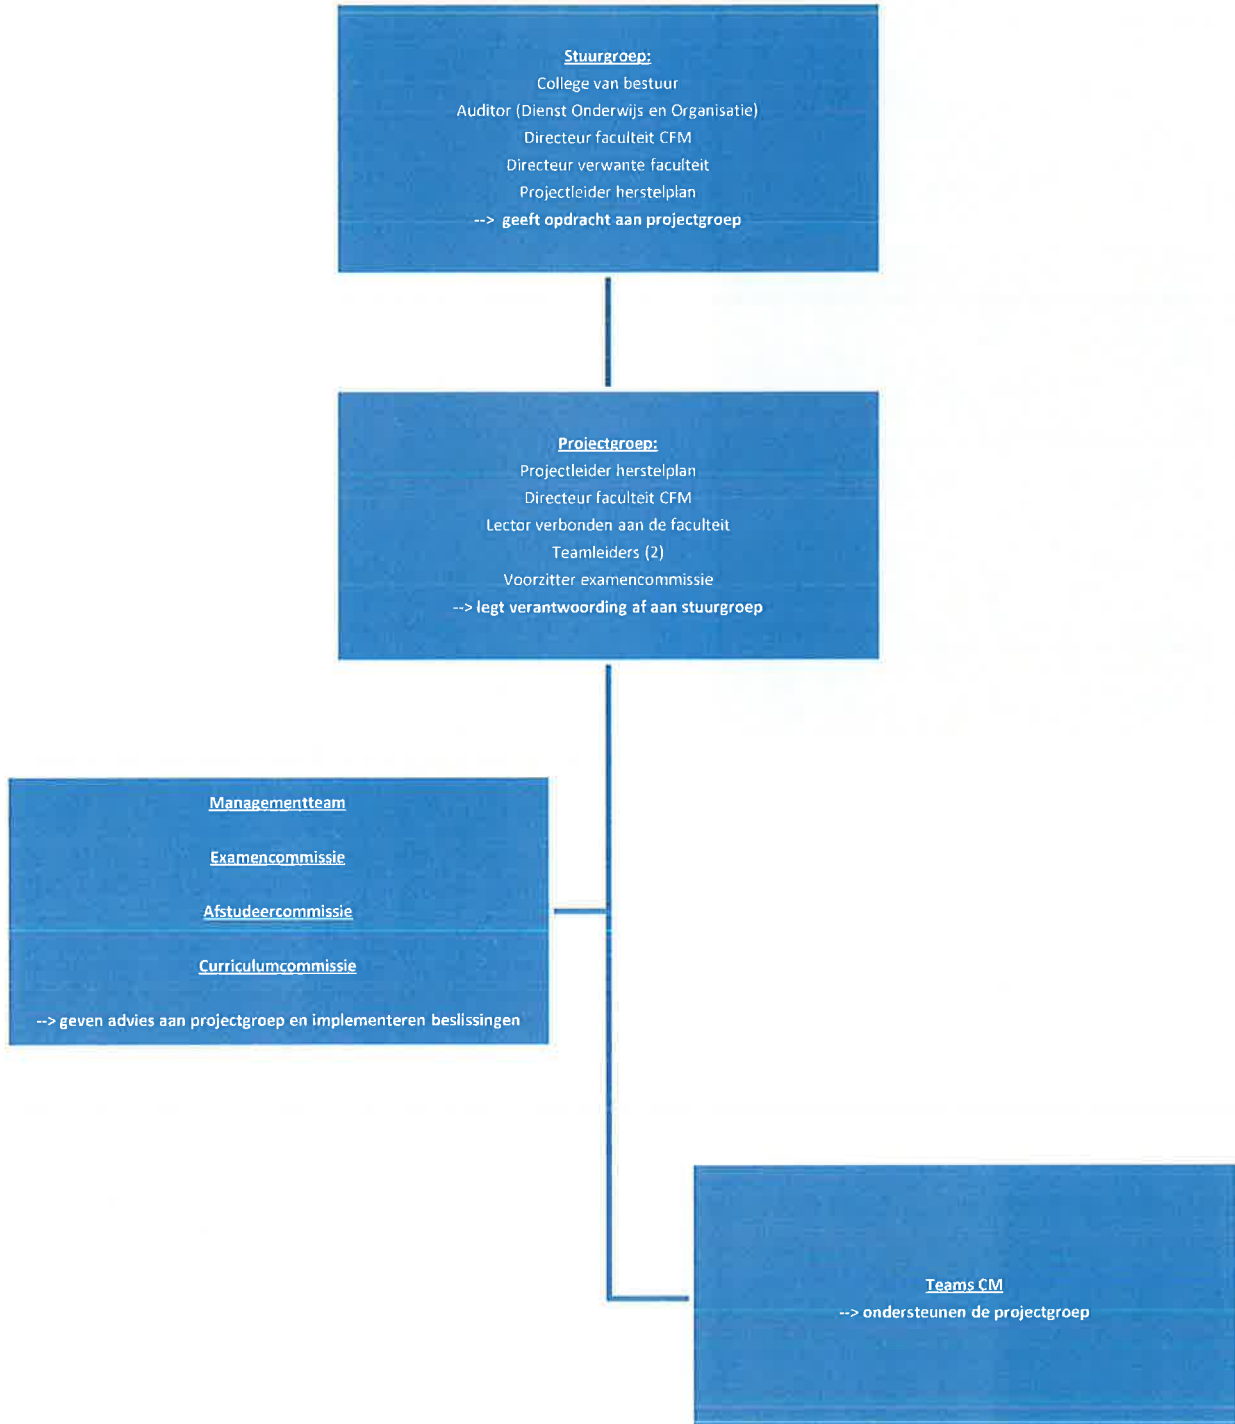 Stuurgroep:
College van bestuur
Auditor (Dienst Onderwijs en Organisatie)
Directeur faculteit CFM
Directeur verwante faculteit
Projectleider herstelplan
--> geeft opdracht aan projectgroep
Projectgroep:
Projectleider herstelplan
Directeur faculteit CFM
Lector verbonden aan de faculteit
Teamleiders (2)
Voorzitter examencommissie
--> legt verantwoording af aan stuurgroep
Managementteam
Examencommissie
Afstudeercommissie
Curriculumcommissie
--> geven advies aan projectgroep en implementeren beslissingen
Teams CM
--> ondersteunen de projectgroep